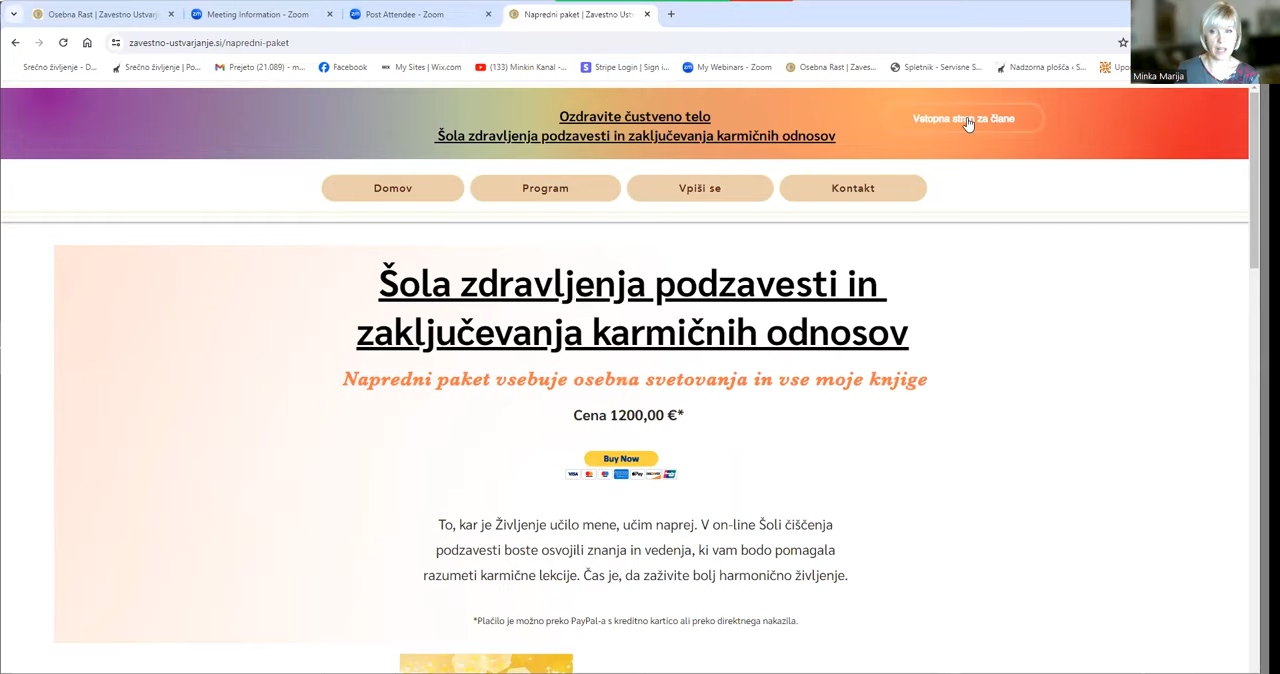 Osebna Rast | Zavestno Ustvarj
Meeting Information - Zoom
Post Attendee - Zoom
Napredni paket | Zavestno Ust
zavestno-ustvarjanje.si/napredni-paket
Srečno življenje - D...
Srečno življenje | Po...
Prejeto (21.089) - m...
Facebook
My Sites | Wix.com
(133) Minkin Kanal -...
Stripe Login | Sign i...
My Webinars - Zoom
Osebna Rast | Zaves...
Spletnik - Servisne S...
Nadzorna plošča ‹ S...
Upo
Minka Marija
Ozdravite čustveno telo
Šola zdravljenja podzavesti in zaključevanja karmičnih odnosov
Vstopna stran za člane
Domov Program Vpiši se Kontakt
Šola zdravljenja podzavesti in
zaključevanja karmičnih odnosov
Napredni paket vsebuje osebna svetovanja in vse moje knjige
Cena 1200,00 €*
Buy Now
VISA
To, kar je Življenje učilo mene, učim naprej. V on-line Šoli čiščenja
podzavesti boste osvojili znanja in vedenja, ki vam bodo pomagala
razumeti karmične lekcije. Čas je, da zaživite bolj harmonično življenje.
*Plačilo je možno preko PayPal-a s kreditno kartico ali preko direktnega nakazila.